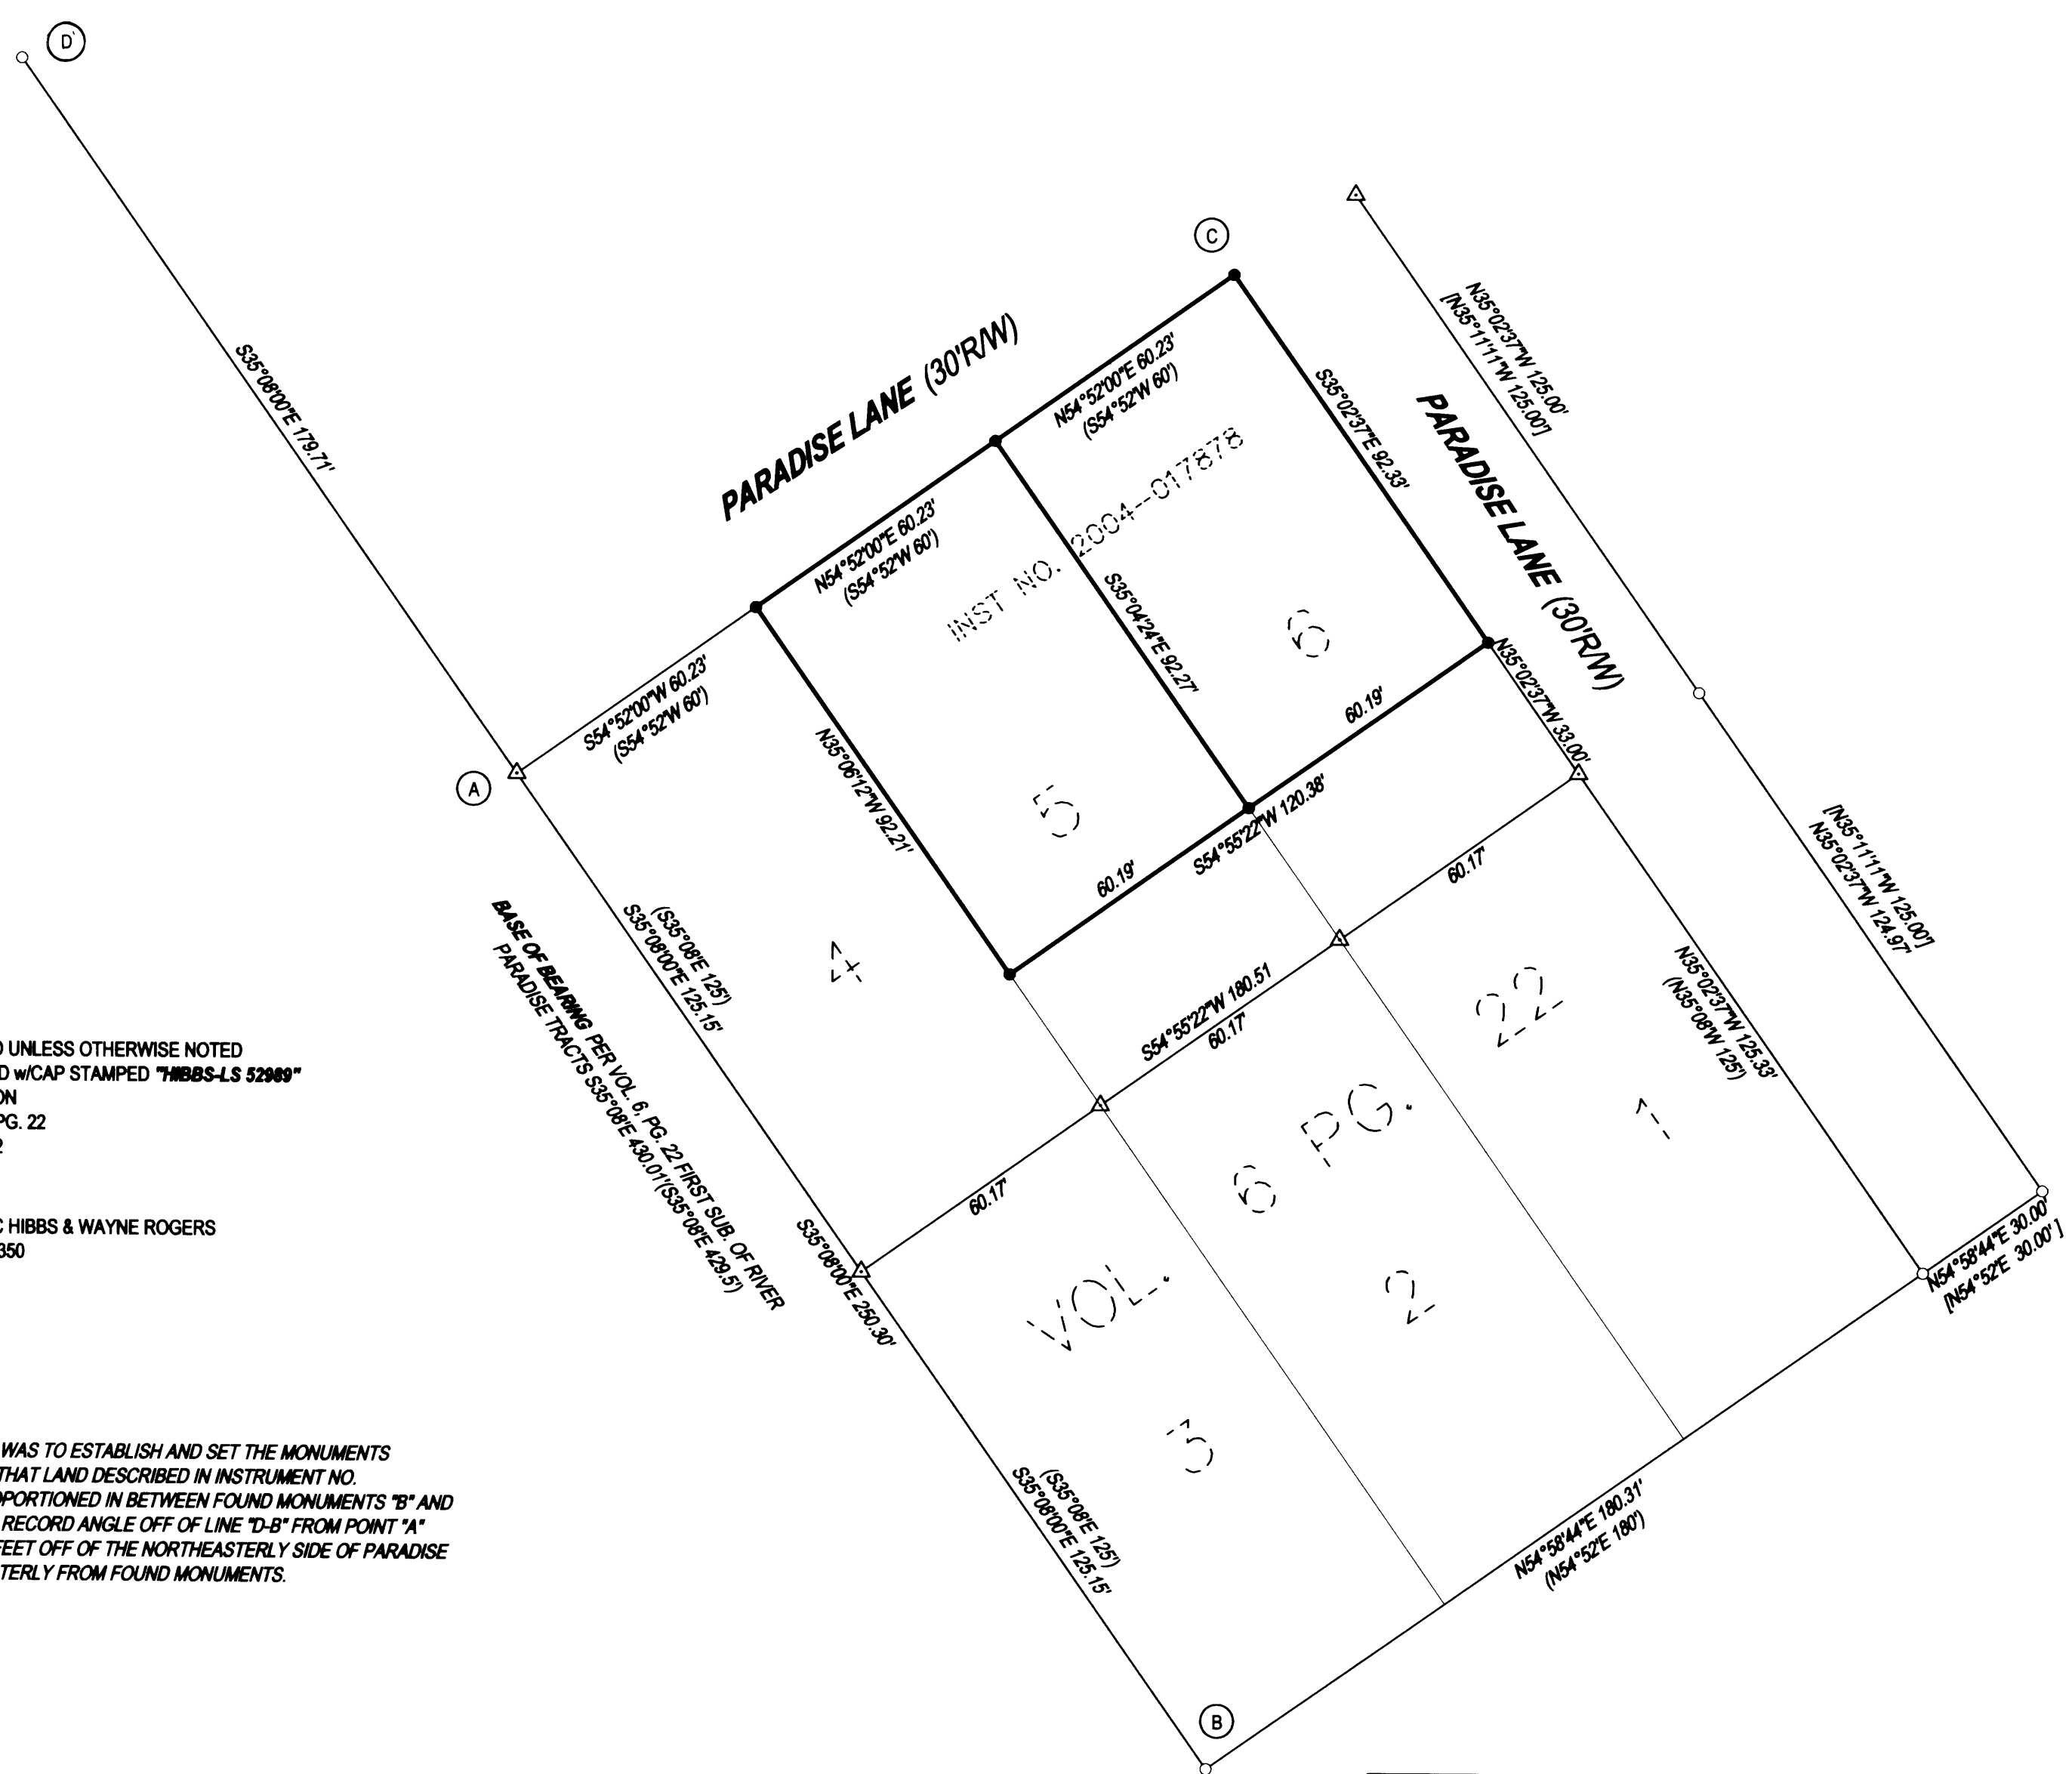 D
C
N35°02'37"W 125.00'
[N35°11'11"W 125.00']
S35°08'00"E 179.71'
PARADISE LANE (30'R/W)
N54°52'00"E 60.23'
(S54°52'W 60')
S35°02'37"E 92.33'
PARADISE LANE (30'R/W)
INST NO. 2004--017878
N54°52'00"E 60.23'
(S54°52'W 60')
S35°04'24"E 92.27'
6
S54°52'00"W 60.23'
(S54°52'W 60')
60.19'
N35°02'37"W 33.00'
A
N35°06'12"W 92.21'
5
S54°55'22"W 120.38'
60.19'
60.17'
[N35°11'11"W 125.00']
N35°02'37"W 124.97'
BASE OF BEARING PER VOL. 6, PG. 22 FIRST SUB. OF RIVER
PARADISE TRACTS S35°08'E 430.01'(S35°08'E 429.5')
(S35°08'E 125')
S35°08'00"E 125.15'
4
S54°55'22"W 180.51
60.17'
22
N35°02'37"W 125.33'
(N35°08'W 125')
D UNLESS OTHERWISE NOTED
D w/CAP STAMPED "HIBBS-LS 52989"
ON
PG. 22
2
C HIBBS & WAYNE ROGERS
350
6 PG.
1
60.17'
S35°08'00"E 250.30'
VOL.
2
N54°58'44"E 30.00'
[N54°52'E 30.00' ]
3
WAS TO ESTABLISH AND SET THE MONUMENTS
THAT LAND DESCRIBED IN INSTRUMENT NO.
OPORTIONED IN BETWEEN FOUND MONUMENTS "B" AND
RECORD ANGLE OFF OF LINE "D-B" FROM POINT "A"
FEET OFF OF THE NORTHEASTERLY SIDE OF PARADISE
TERLY FROM FOUND MONUMENTS.
(S35°08'E 125')
S35°08'00"E 125.15'
N54°58'44"E 180.31'
(N54°52'E 180')
B